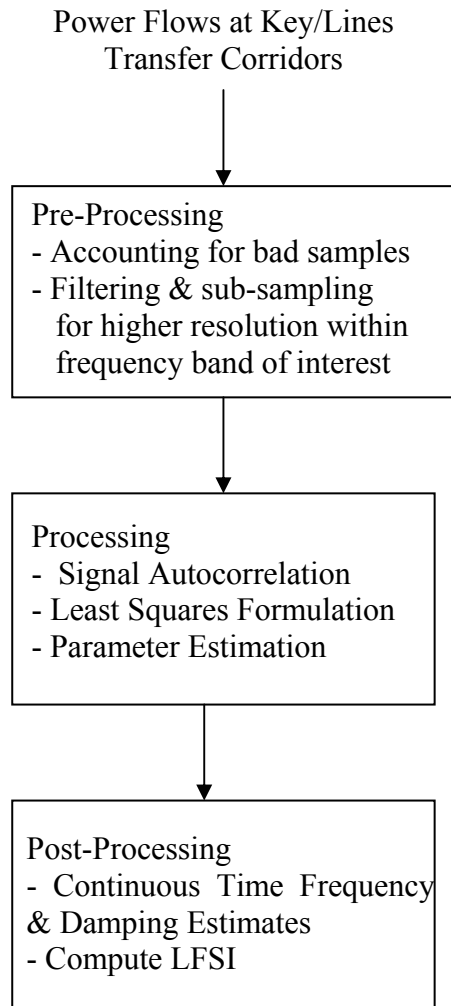 Power Flows at Key/Lines
Transfer Corridors
Pre-Processing
- Accounting for bad samples
- Filtering & sub-sampling
for higher resolution within
frequency band of interest
Processing
- Signal Autocorrelation
- Least Squares Formulation
- Parameter Estimation
Post-Processing
- Continuous Time Frequency
& Damping Estimates
- Compute LFSI